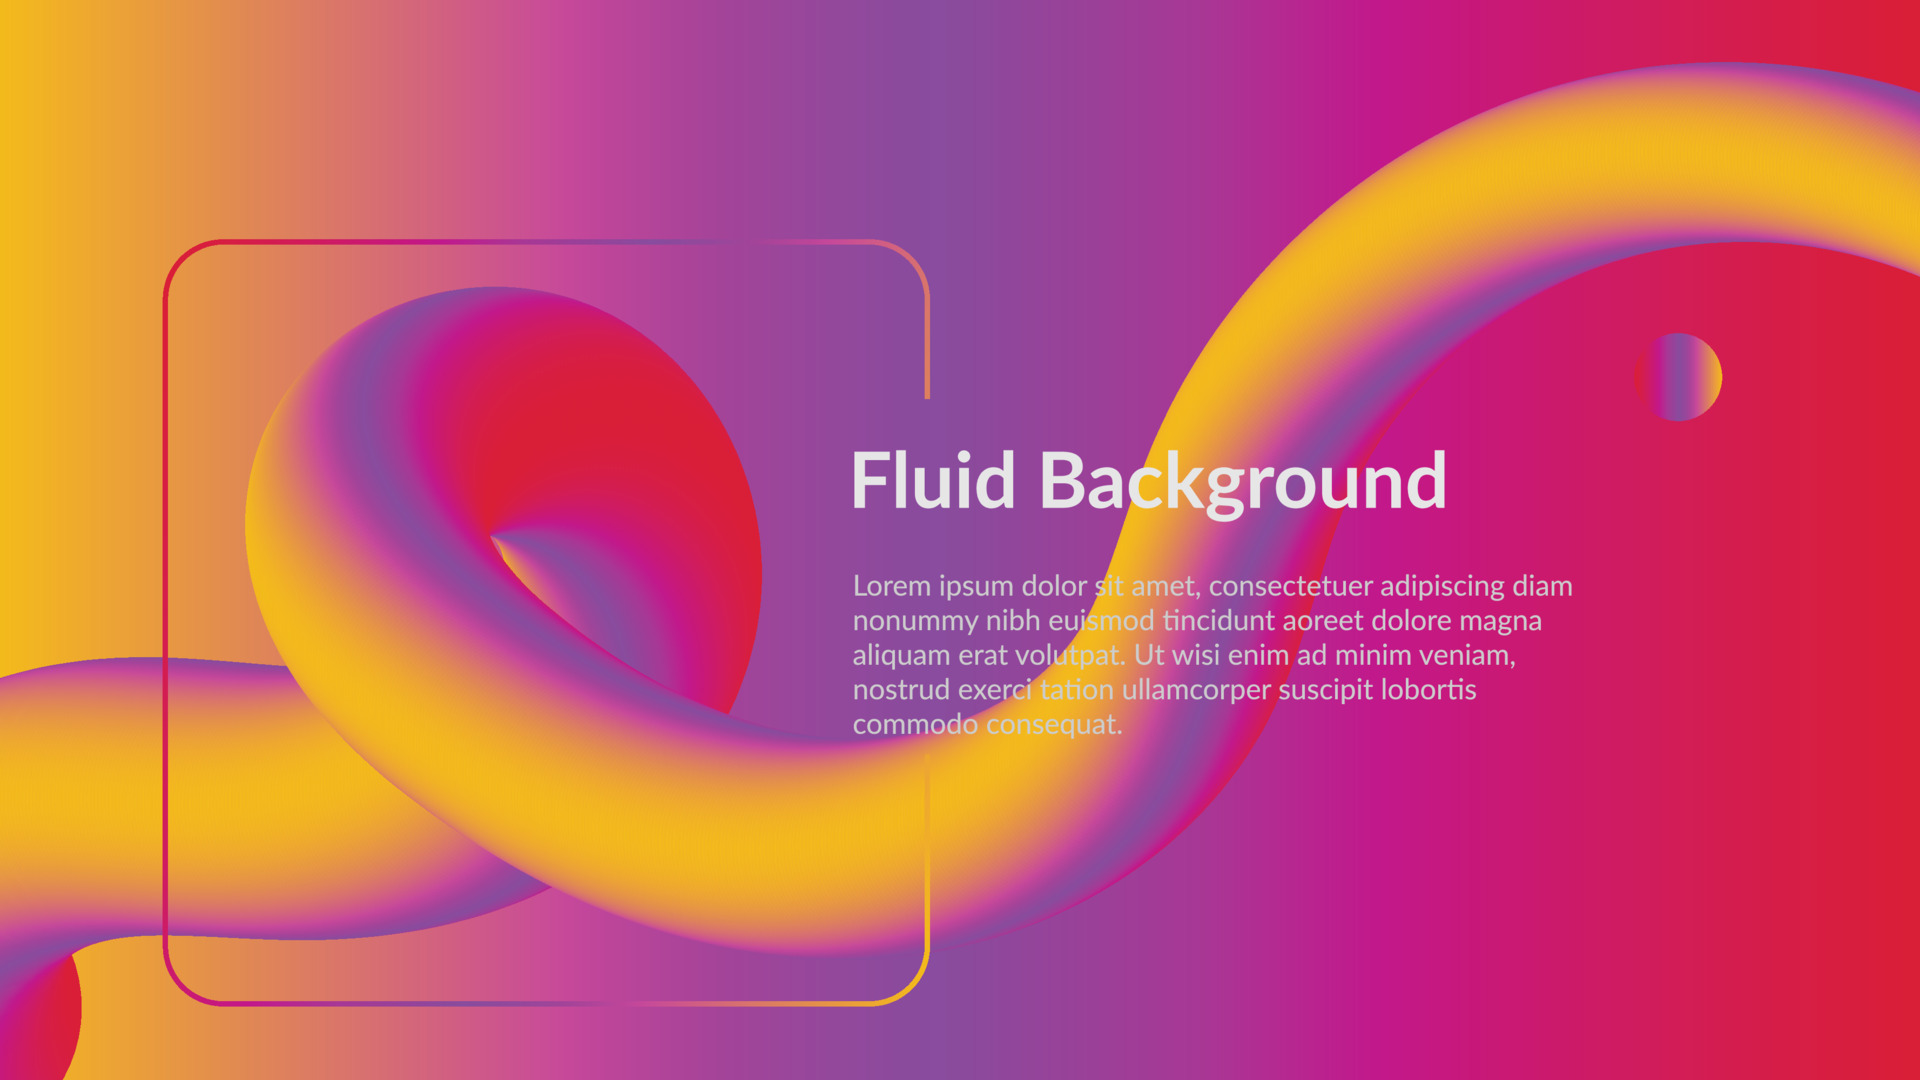 Fluid Background
Lorem ipsum dolor sit amet, consectetuer adipiscing diam
nonummy nibh euismod tincidunt aoreet dolore magna
aliquam erat volutpat. Ut wisi enim ad minim veniam,
nostrud exerci tation ullamcorper suscipit lobortis
commodo consequat.